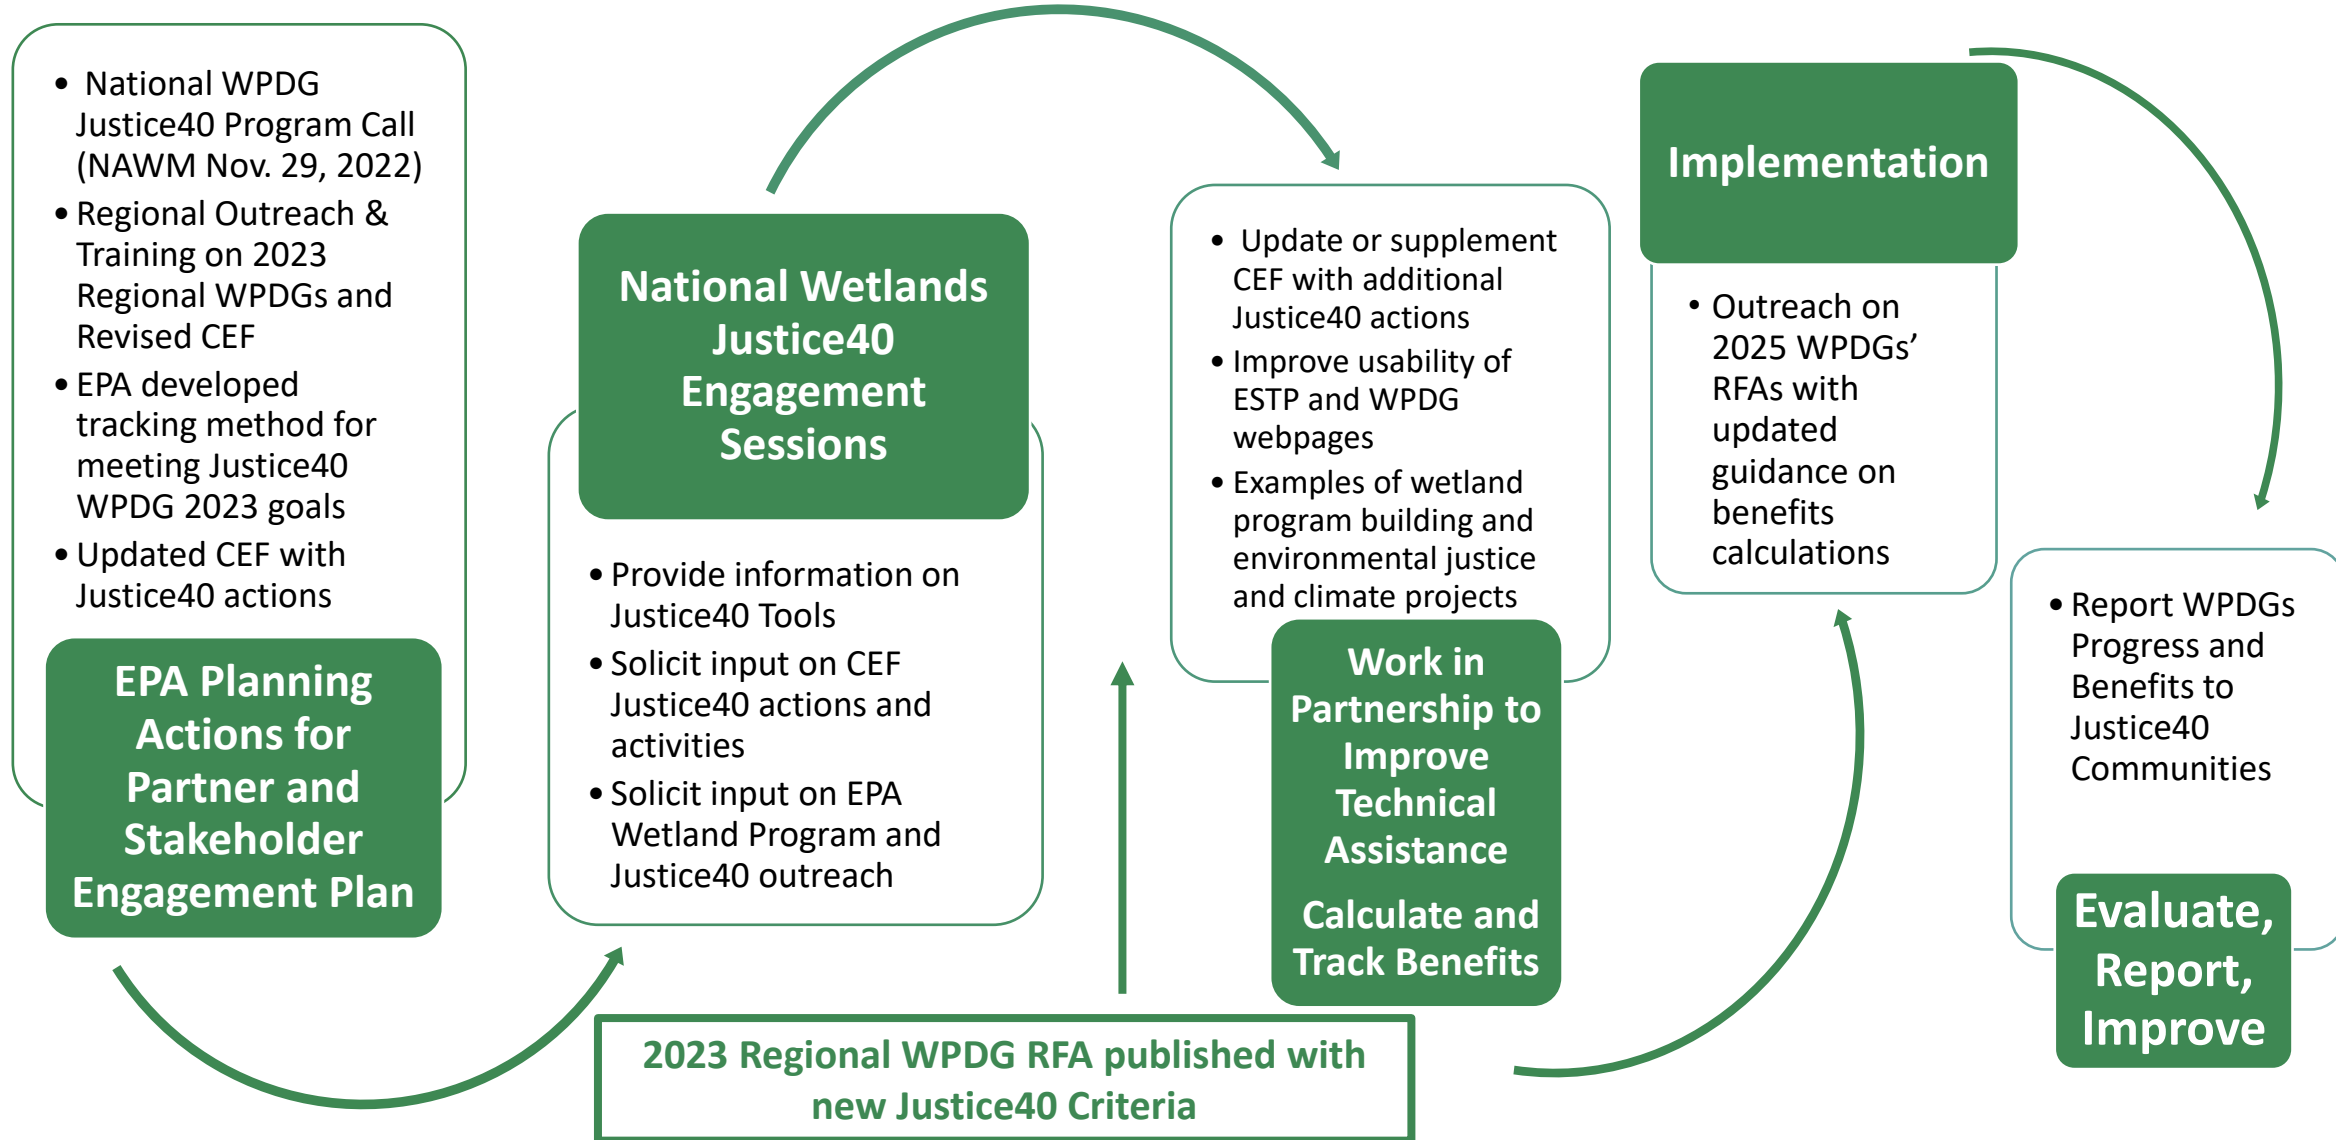 • National WPDG
Justice40 Program Call
(NAWM Nov. 29, 2022)
• Regional Outreach &
Training on 2023
Regional WPDGs and
Revised CEF
• EPA developed
tracking method for
meeting Justice40
WPDG 2023 goals
• Updated CEF with
Justice40 actions
EPA Planning
Actions for
Partner and
Stakeholder
Engagement Plan
National Wetlands
Justice40
Engagement
Sessions
• Provide information on
Justice40 Tools
• Solicit input on CEF
Justice40 actions and
activities
• Solicit input on EPA
Wetland Program and
Justice40 outreach
2023 Regional WPDG RFA published with
new Justice40 Criteria
• Update or supplement
CEF with additional
Justice40 actions
• Improve usability of
ESTP and WPDG
webpages
• Examples of wetland
program building and
environmental justice
and climate projects
Work in
Partnership to
Improve
Technical
Assistance
Calculate and
Track Benefits
Implementation
• Outreach on
2025 WPDGs’
RFAs with
updated
guidance on
benefits
calculations
• Report WPDGs
Progress and
Benefits to
Justice40
Communities
Evaluate,
Report,
Improve